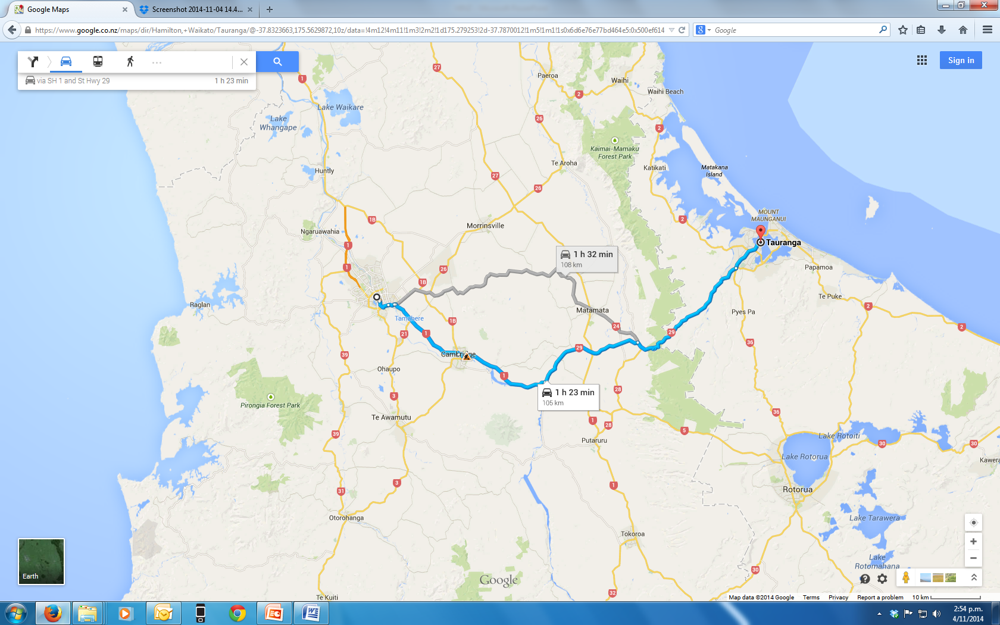 Google Maps
Screenshot 2014-11-04 14.4...
https://www.google.co.nz/maps/dir/Hamilton,+Waikato/Tauranga/@-37.8323663,175.5629872,10z/data=!4m12!4m11!1m3!2m2!1d175.279253!2d-37.7870012!1m5!1m1!1s0x6d6e76e77bd464e5:0x500ef614
8
Google
Sign in
via SH 1 and St Hwy 29
1 h 23 min
1
27
Paeroa
Waihi
2
Waihi Beach
Lake Waikare
Lake
Whangape
26
2
Kaimai-Mamaku
Forest Park
Te Aroha
Katikati
Matakana
Island
Huntly
27
26
1B
2
MOUNT
MAUNGANUI
Ngaruawahia
Morrinsville
Tauranga
1
1 h 32 min
108 km
1
26
1B
Papamoa
Te Puke
Raglan
Matamata
2
Pyes Pa
Tamahere
1B
24
2
21
1
29
36
29
39
Cambridge
Ohaupo
1
3
1 h 23 min
105 km
28
Pirongia Forest Park
36
Te Awamutu
1
28
39
5
Lake Rotoiti
30
30
Putaruru
Lake Rotorua
Kawera
3
1
Rotorua
31
Otorohanga
Lake Tarawera
Tokoroa
Lake
Rotomahana
30
Earth
Google
32
Te Kuiti
Map data ©2014 Google
Terms
Privacy
Report a problem
10 km
2:54 p.m.
4/11/2014